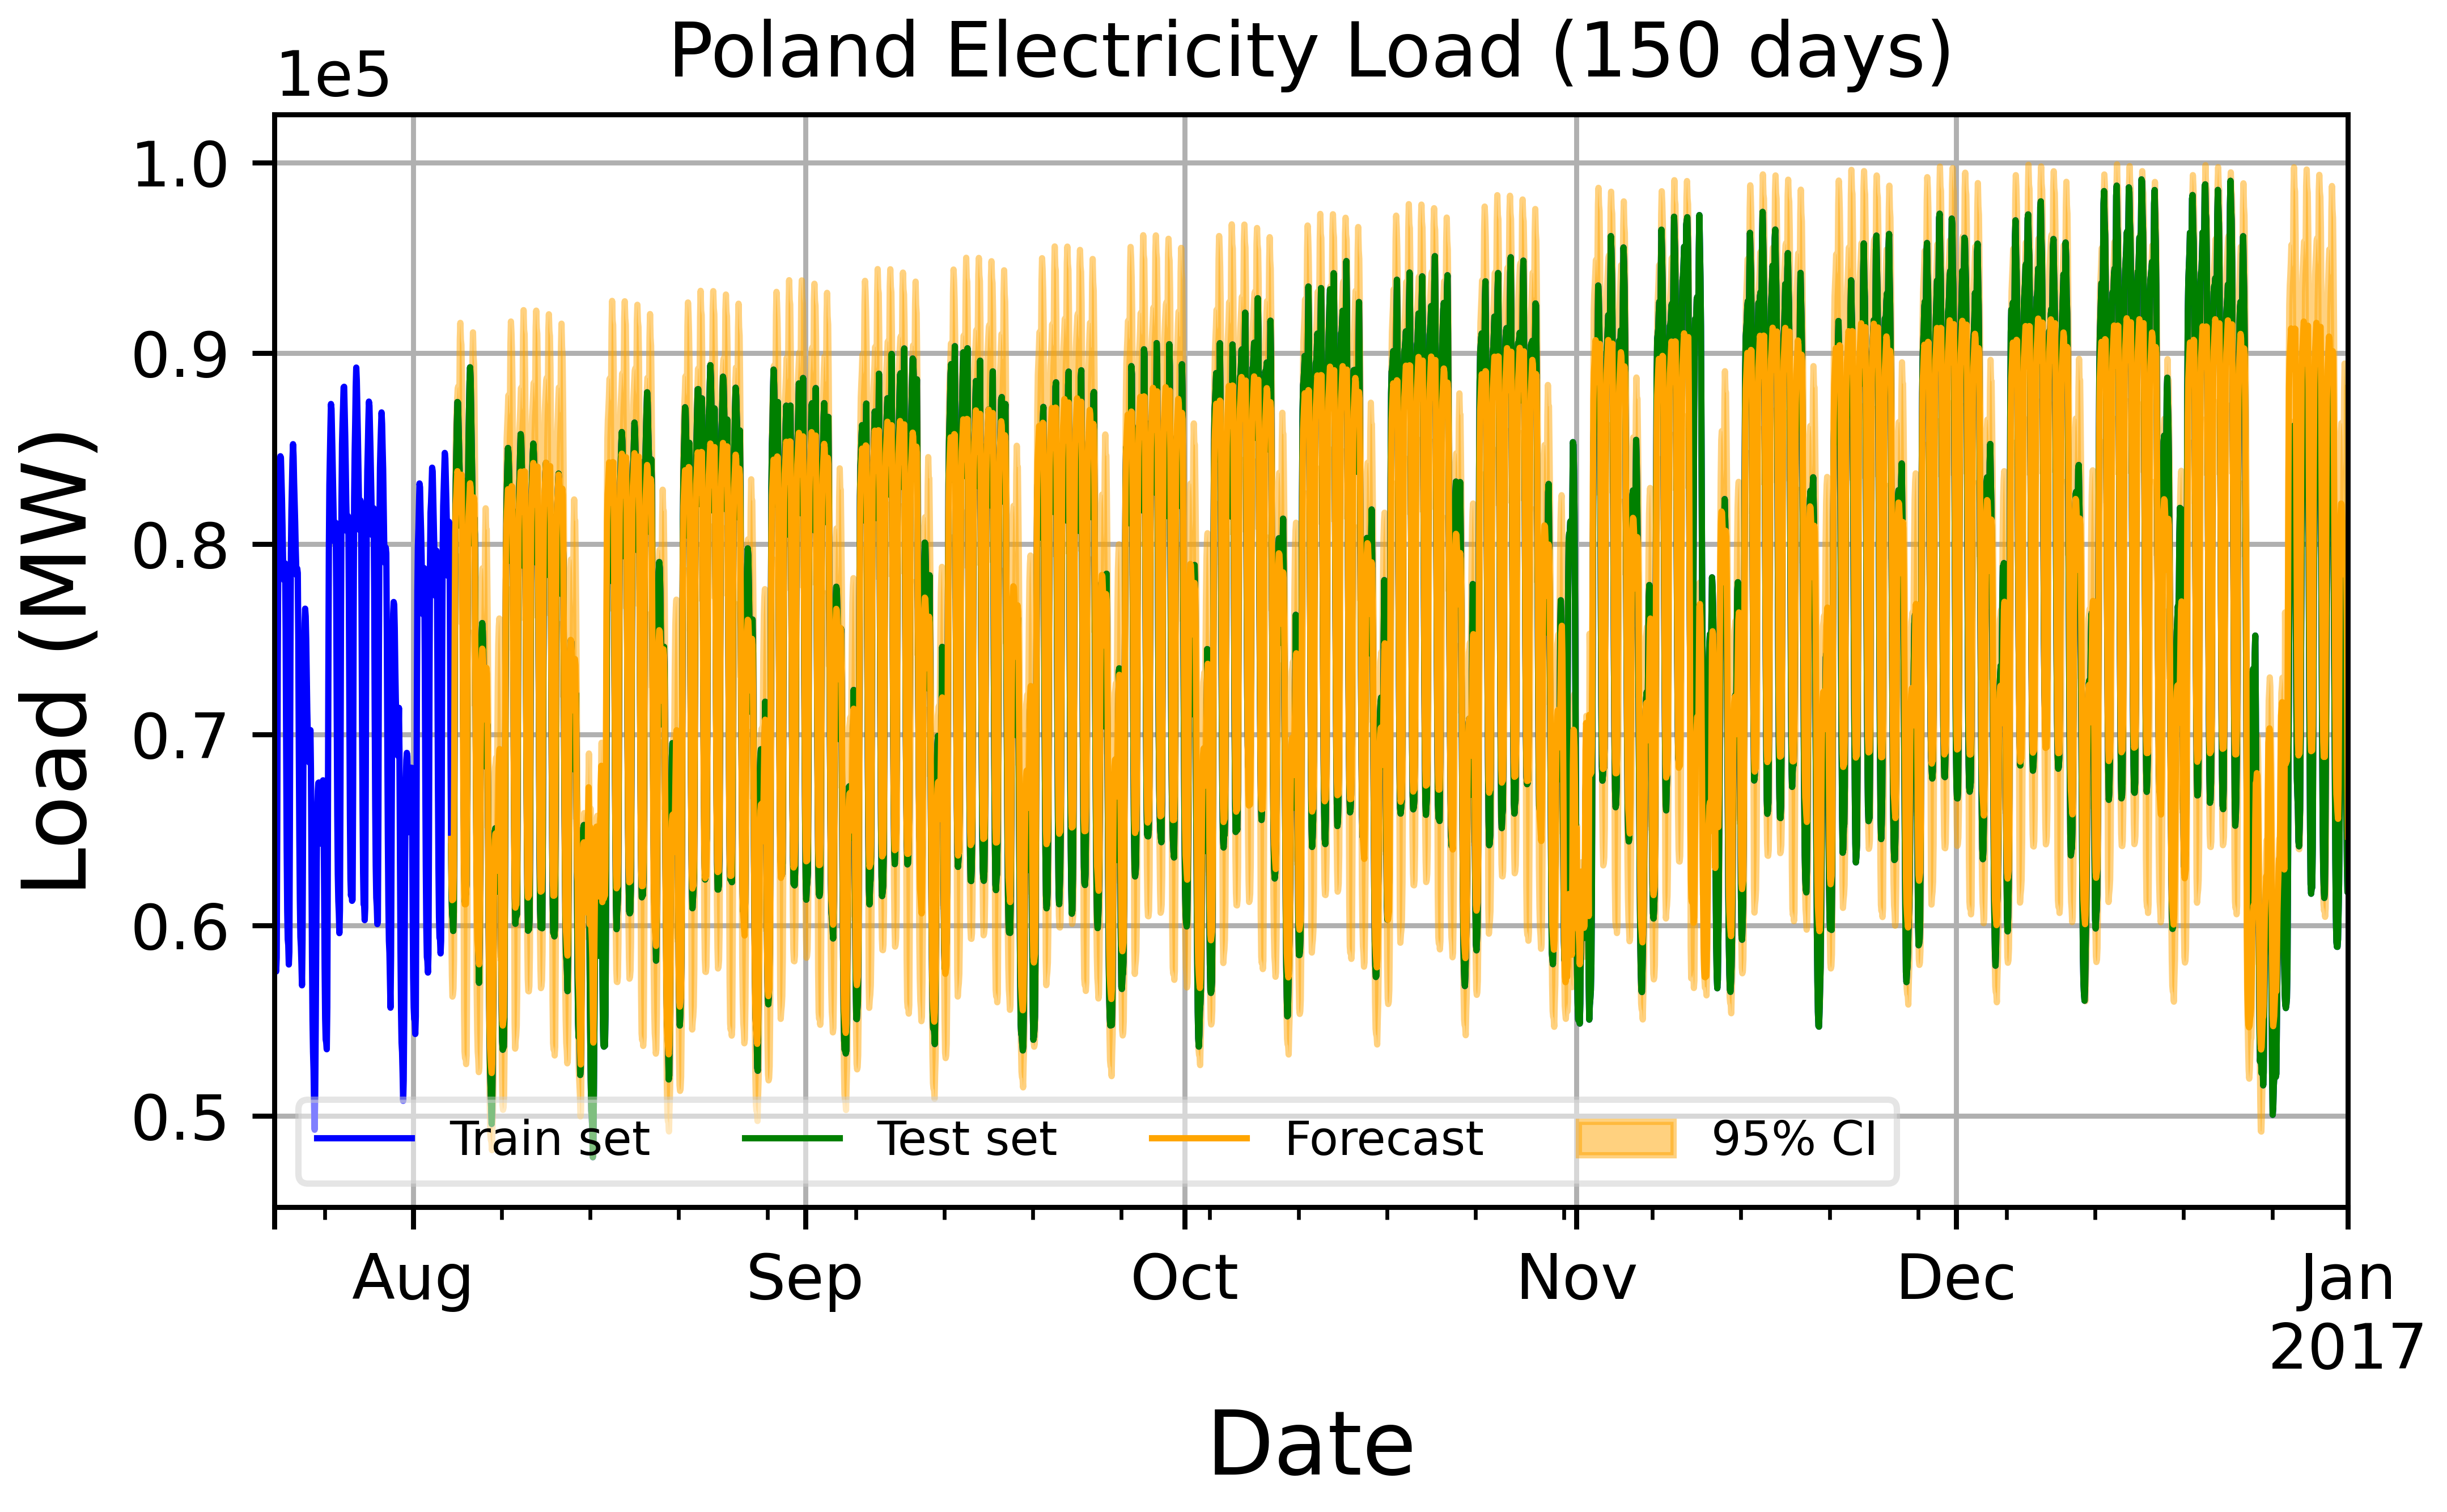 Poland Electricity Load (150 days)
1e5
1.0
0.9
0.8
0.7
0.6
0.5
Load (MW)
Train set
Test set
Forecast
95% CI
Aug
Sep
Oct
Nov
Dec
Jan
2017
Date